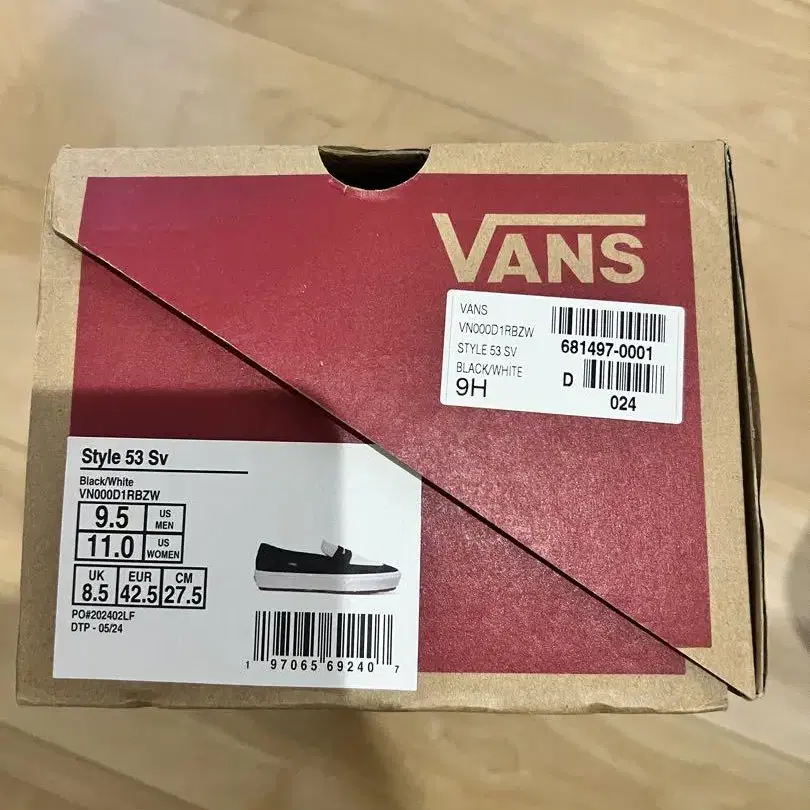 VANS
VANS
VN000D1RBZW
STYLE 53 SV
681497-0001
BLACK/WHITE
9H
D
024
Style 53 Sv
Black/White
VN000D1RBZW
9.5 US MEN
11.0 US WOMEN
UK EUR CM
8.5 42.5 27.5
PO#202402LF
DTP - 05/24
1 97065 69240 7